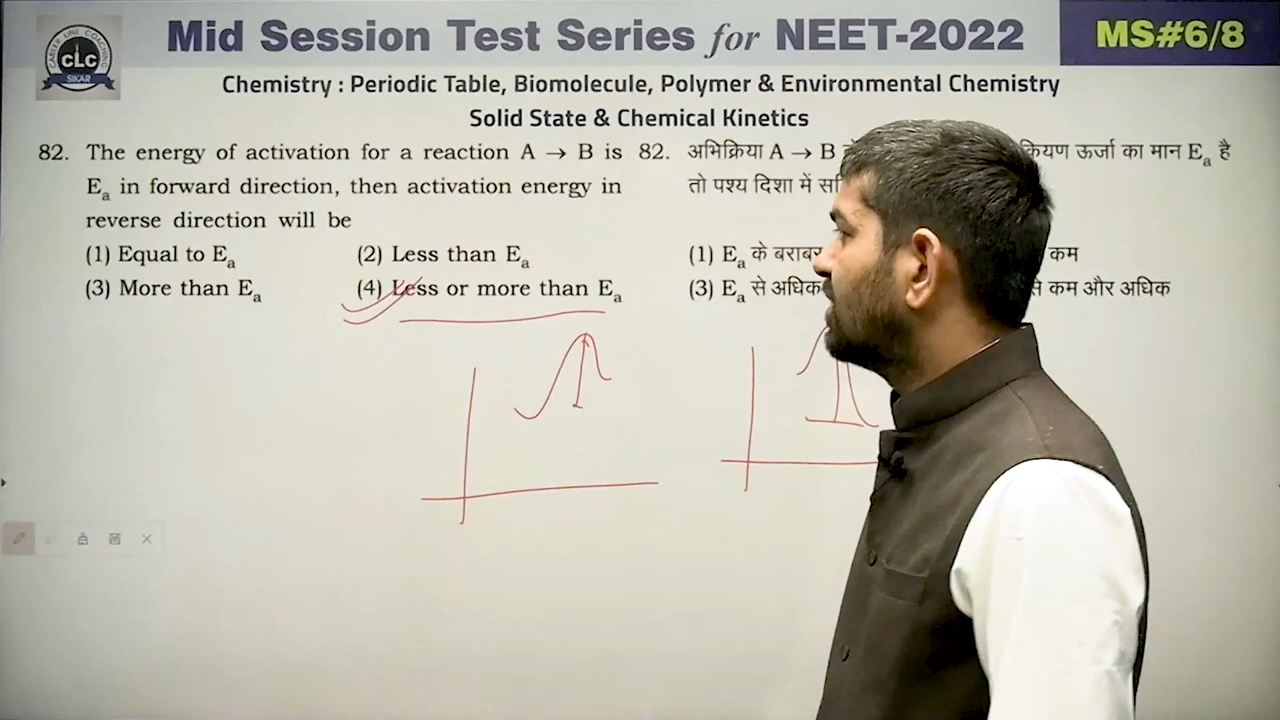 CAREER LINE COACHING
CLC
SIKAR
Mid Session Test Series for NEET-2022
MS#6/8
Chemistry : Periodic Table, Biomolecule, Polymer & Environmental Chemistry
Solid State & Chemical Kinetics
82. The energy of activation for a reaction A → B is
Ea in forward direction, then activation energy in
reverse direction will be
(1) Equal to Ea (2) Less than Ea
(3) More than Ea (4) Less or more than Ea
82. अभिक्रिया A → B ऊर्जा का मान Ea है
तो पश्य दिशा में
(1) Ea के बराबर कम
(3) Ea से अधिक कम और अधिक